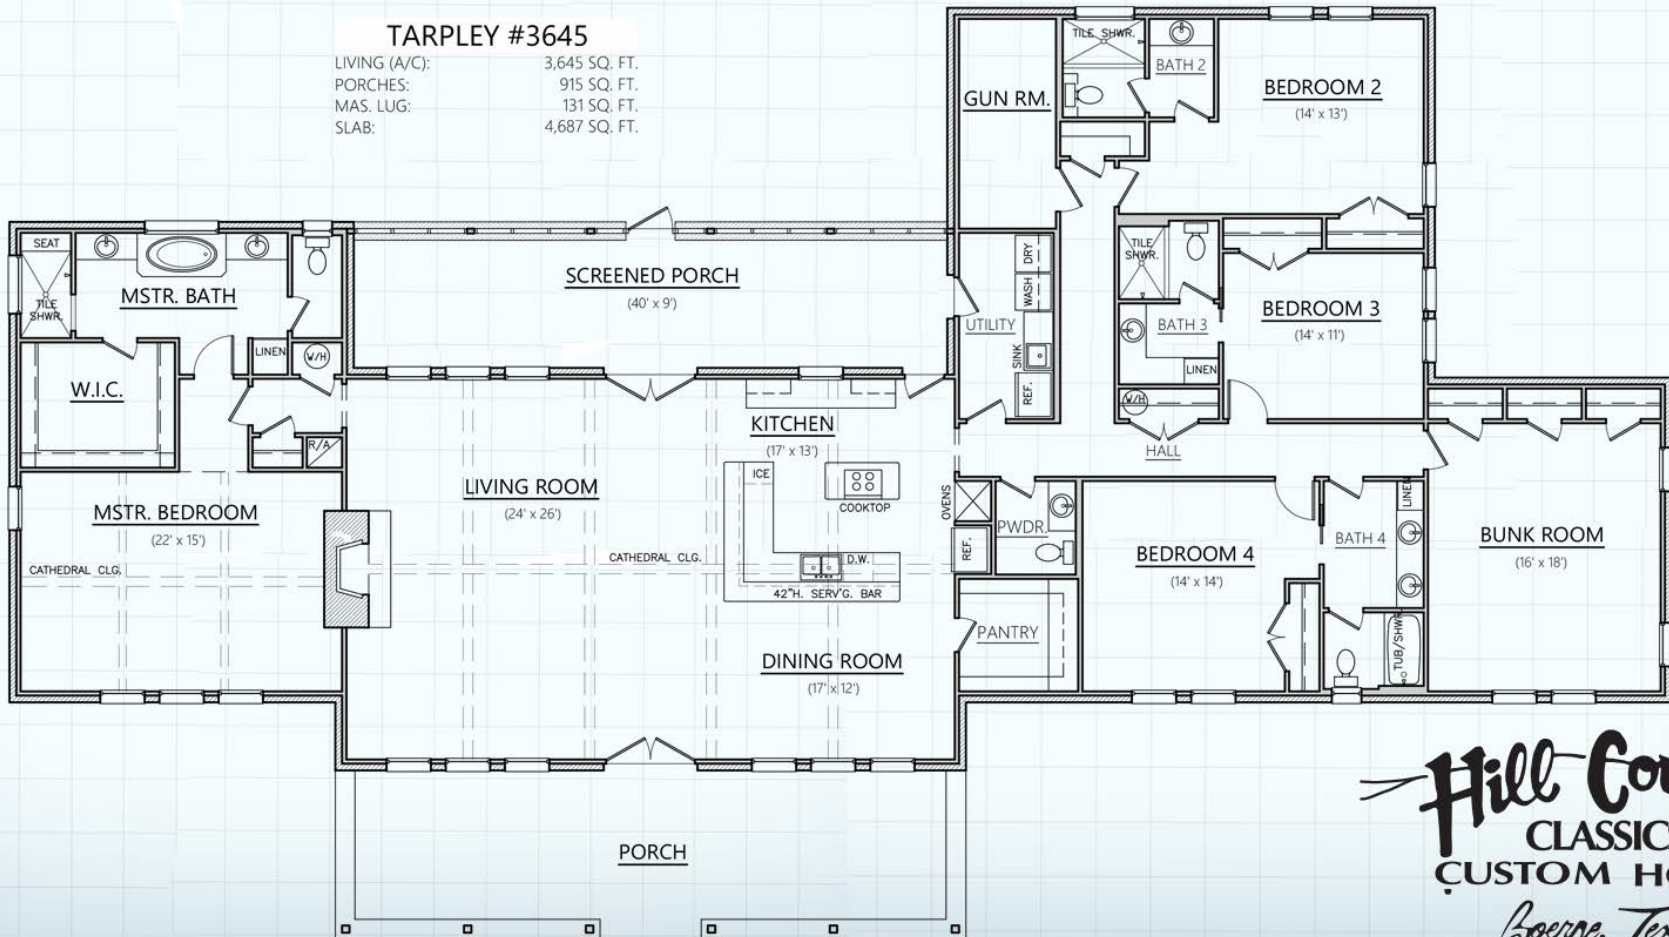 TARPLEY #3645
LIVING (A/C): 3,645 SQ. FT.
PORCHES: 915 SQ. FT.
MAS. LUG: 131 SQ. FT.
SLAB: 4,687 SQ. FT.
GUN RM.
TILE SHWR.
BATH 2
BEDROOM 2
(14' x 13')
SEAT
TILE
SHWR.
MSTR. BATH
SCREENED PORCH
(40' x 9')
DRY
WASH
UTILITY
SINK
REF.
TILE
SHWR.
BATH 3
LINEN
W/H
BEDROOM 3
(14' x 11')
LINEN
W/H
W.I.C.
R/A
HALL
KITCHEN
(17' x 13')
ICE
COOKTOP
LIVING ROOM
(24' x 26')
MSTR. BEDROOM
(22' x 15')
CATHEDRAL CLG.
CATHEDRAL CLG.
D.W.
42"H. SERV'G. BAR
OVENS
REF.
PWDR.
BEDROOM 4
(14' x 14')
LINEN
BATH 4
TUB/SHWR
BUNK ROOM
(16' x 18')
PANTRY
DINING ROOM
(17' x 12')
PORCH
Hill Cou
CLASSIC
CUSTOM HO
Boerne, Tex